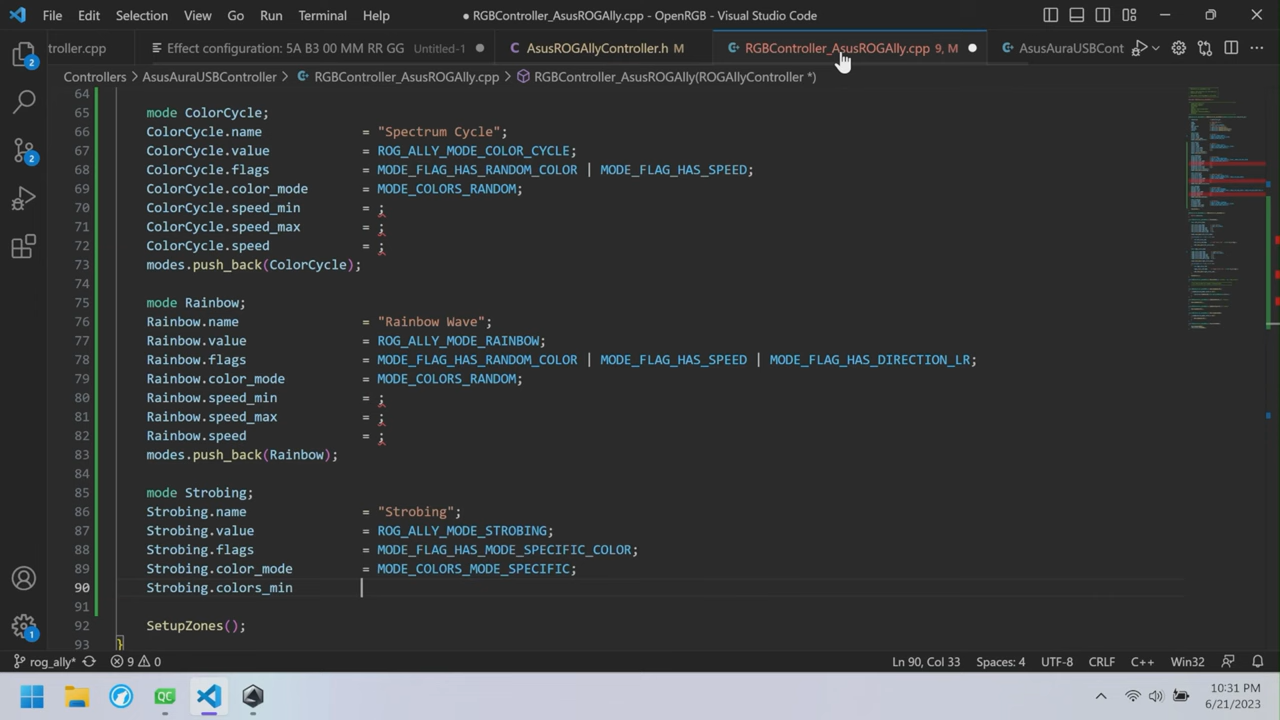 File Edit Selection View Go Run Terminal Help
● RGBController_AsusROGAlly.cpp - OpenRGB - Visual Studio Code
troller.cpp
Effect configuration: 5A B3 00 MM RR GG Untitled-1
AsusROGAllyController.h M
RGBController_AsusROGAlly.cpp 9, M
AsusAuraUSBCont
Controllers > AsusAuraUSBController > RGBController_AsusROGAlly.cpp > RGBController_AsusROGAlly(ROGAllyController *)
64
65 mode ColorCycle;
66 ColorCycle.name = "Spectrum Cycle";
67 ColorCycle.value = ROG_ALLY_MODE_COLOR_CYCLE;
68 ColorCycle.flags = MODE_FLAG_HAS_RANDOM_COLOR | MODE_FLAG_HAS_SPEED;
69 ColorCycle.color_mode = MODE_COLORS_RANDOM;
70 ColorCycle.speed_min = ;
71 ColorCycle.speed_max = ;
72 ColorCycle.speed = ;
73 modes.push_back(ColorCycle);
74
75 mode Rainbow;
76 Rainbow.name = "Rainbow Wave";
77 Rainbow.value = ROG_ALLY_MODE_RAINBOW;
78 Rainbow.flags = MODE_FLAG_HAS_RANDOM_COLOR | MODE_FLAG_HAS_SPEED | MODE_FLAG_HAS_DIRECTION_LR;
79 Rainbow.color_mode = MODE_COLORS_RANDOM;
80 Rainbow.speed_min = ;
81 Rainbow.speed_max = ;
82 Rainbow.speed = ;
83 modes.push_back(Rainbow);
84
85 mode Strobing;
86 Strobing.name = "Strobing";
87 Strobing.value = ROG_ALLY_MODE_STROBING;
88 Strobing.flags = MODE_FLAG_HAS_MODE_SPECIFIC_COLOR;
89 Strobing.color_mode = MODE_COLORS_MODE_SPECIFIC;
90 Strobing.colors_min
91
92 SetupZones();
93 }
2
2
1
rog_ally* 9 0
Ln 90, Col 33 Spaces: 4 UTF-8 CRLF C++ Win32
QC
10:31 PM
6/21/2023